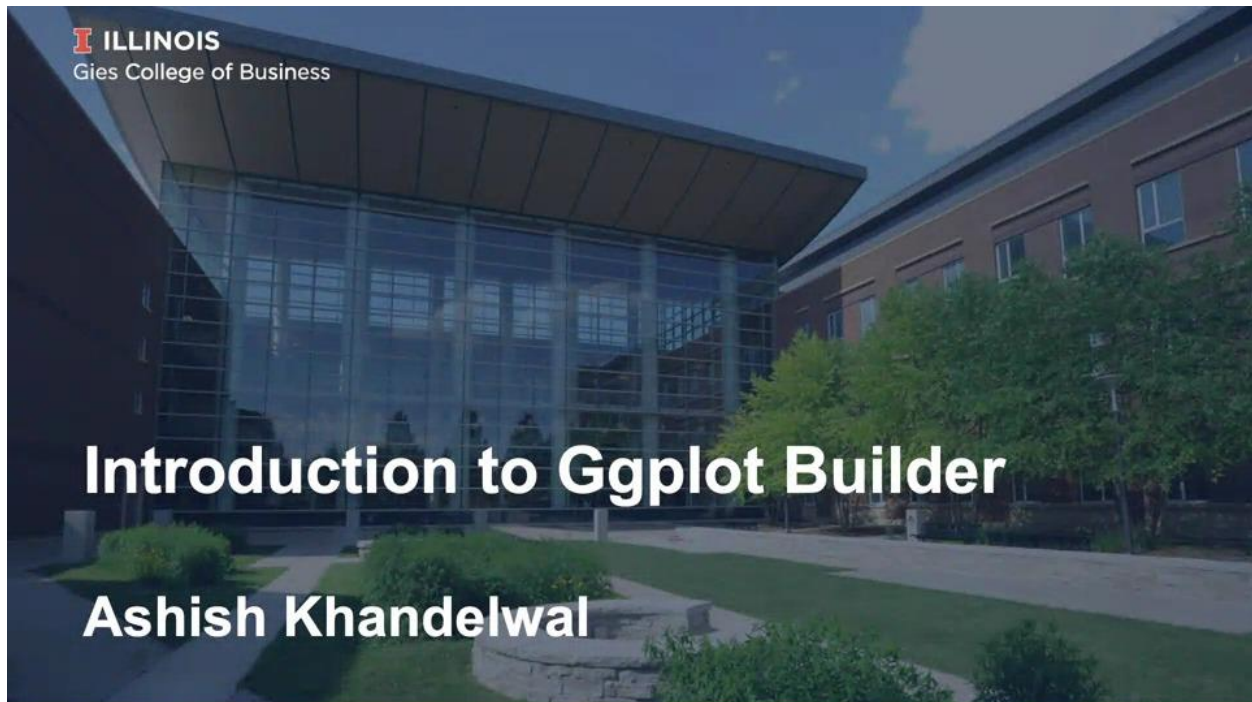 ILLINOIS
Gies College of Business
Introduction to Ggplot Builder
Ashish Khandelwal